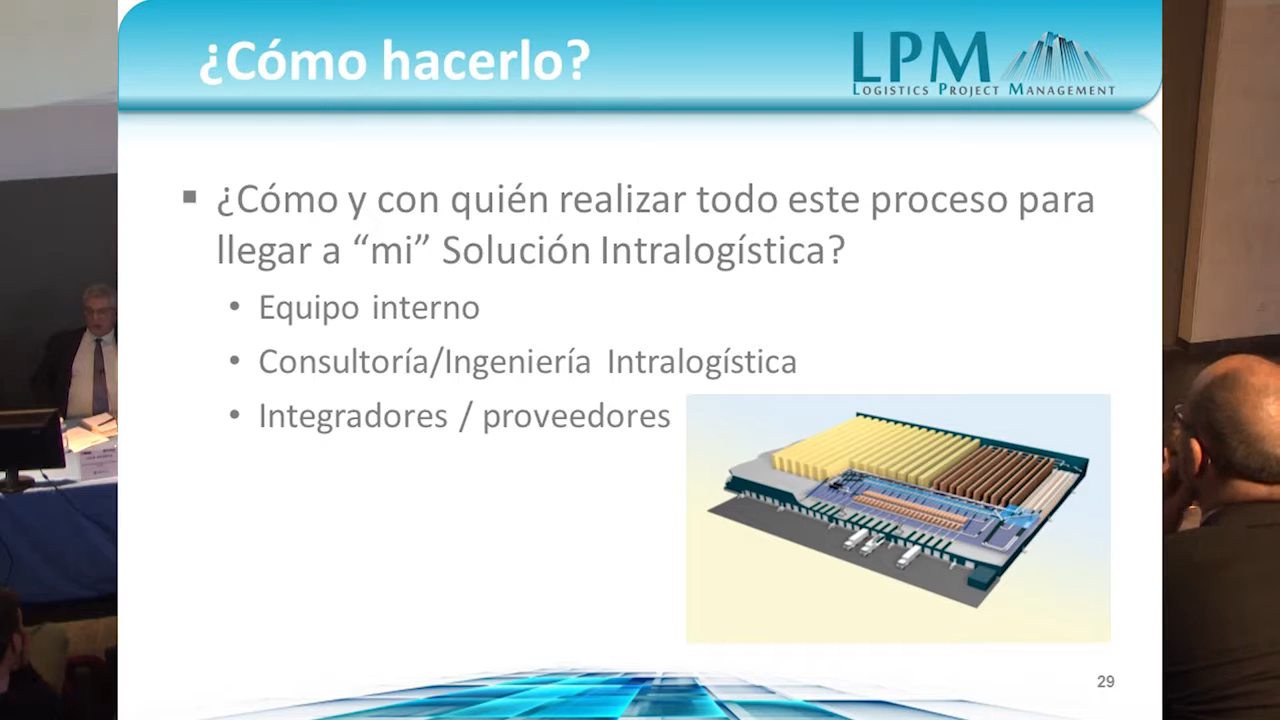 ¿Cómo hacerlo?
LPM
LOGISTICS PROJECT MANAGEMENT
▪ ¿Cómo y con quién realizar todo este proceso para
llegar a “mi” Solución Intralogística?
• Equipo interno
• Consultoría/Ingeniería Intralogística
• Integradores / proveedores
29